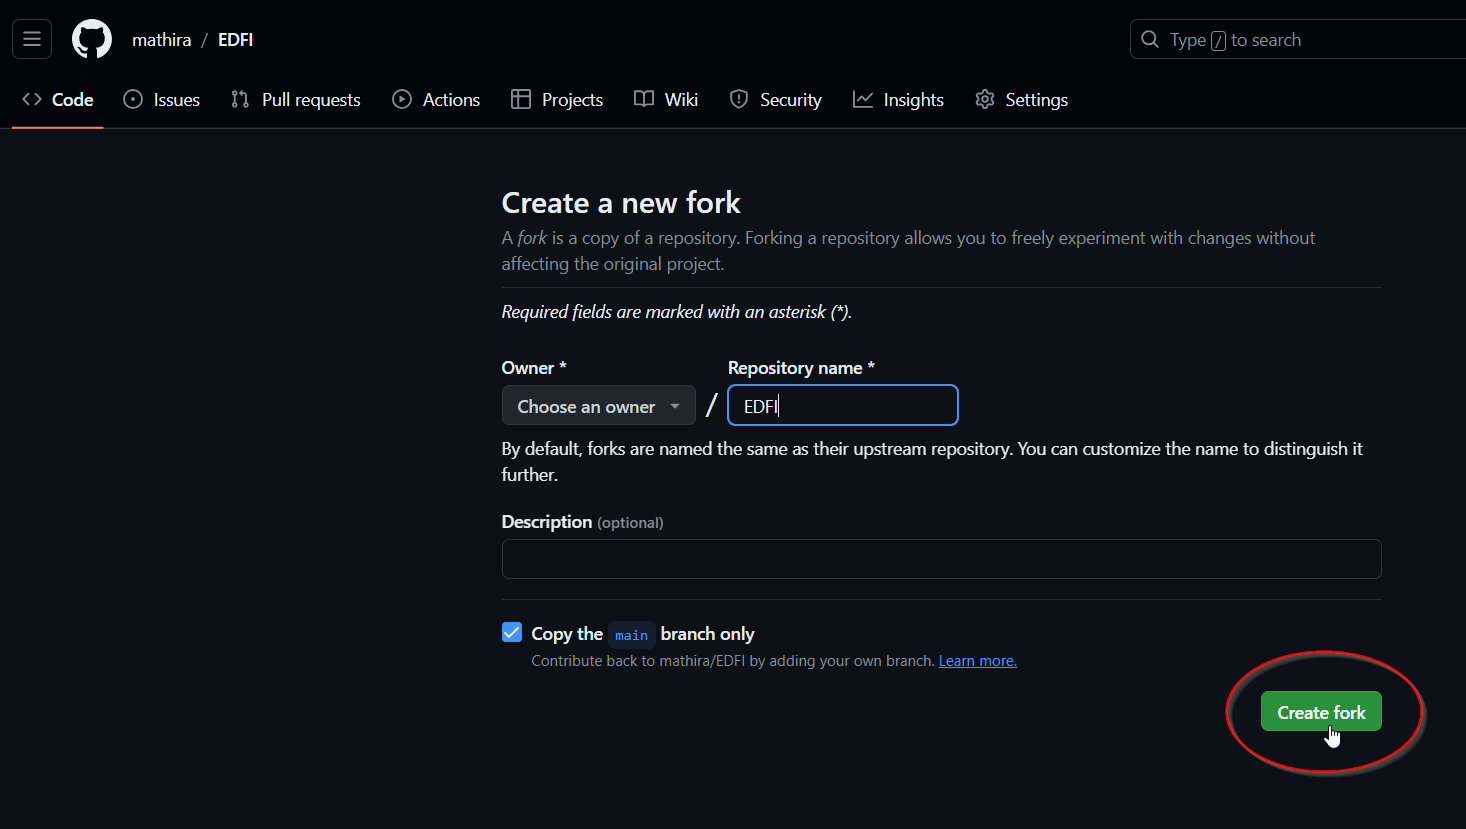 mathira / EDFI
Type / to search
Code Issues Pull requests Actions Projects Wiki Security Insights Settings
Create a new fork
A fork is a copy of a repository. Forking a repository allows you to freely experiment with changes without
affecting the original project.
Required fields are marked with an asterisk (*).
Owner * Repository name *
Choose an owner / EDFI
By default, forks are named the same as their upstream repository. You can customize the name to distinguish it
further.
Description (optional)
Copy the main branch only
Contribute back to mathira/EDFI by adding your own branch. Learn more.
Create fork